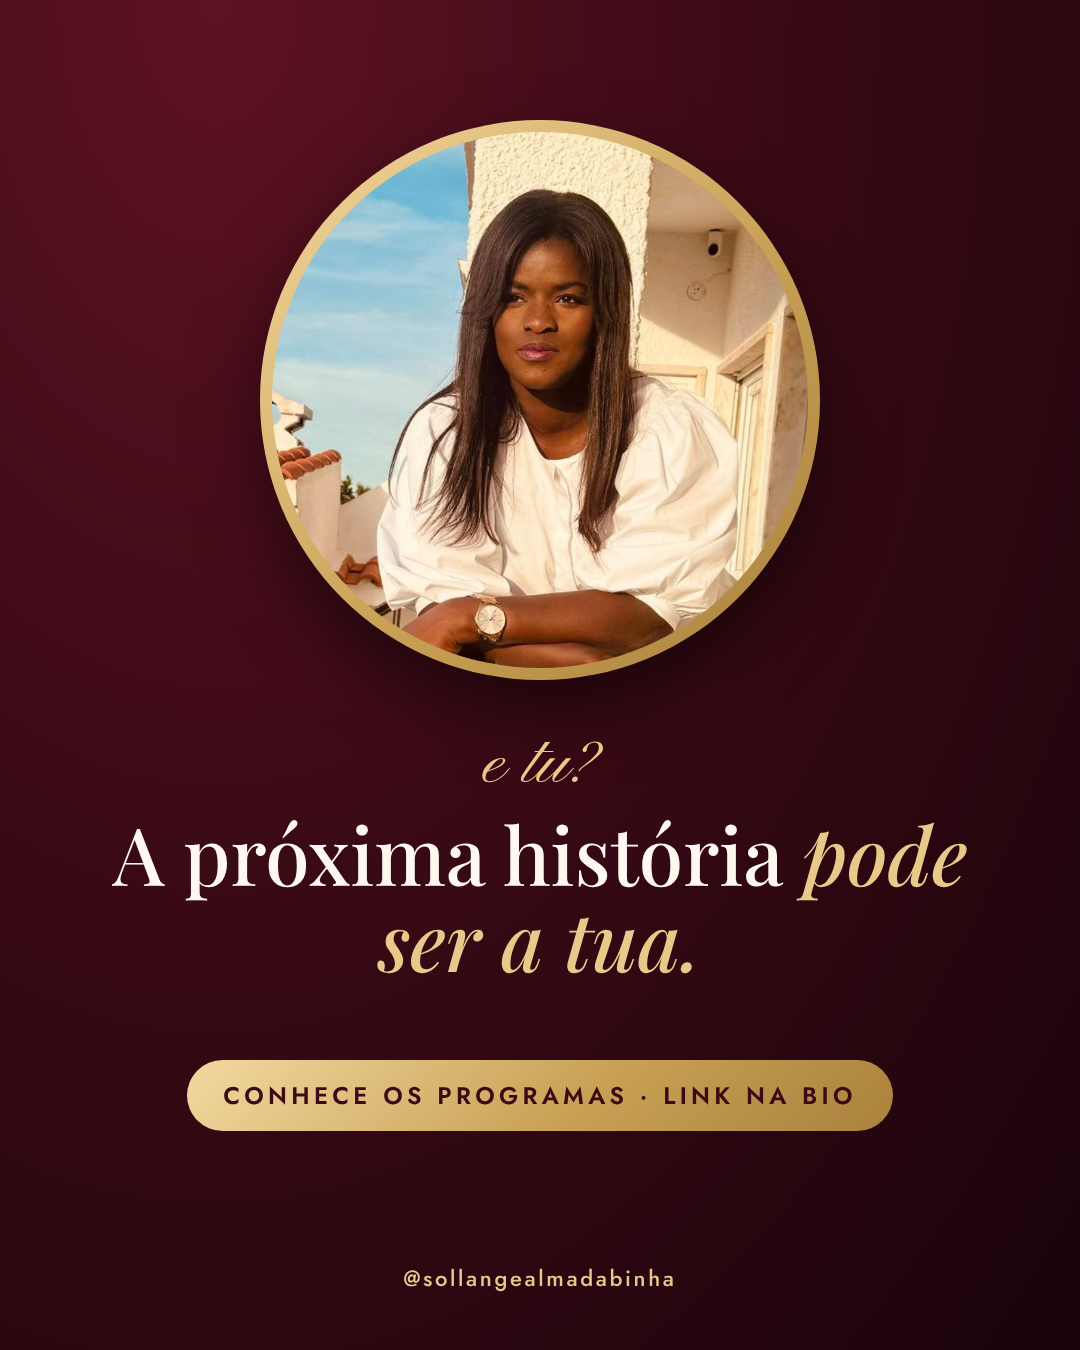 e tu?
A próxima história pode
ser a tua.
CONHECE OS PROGRAMAS · LINK NA BIO
@sollangealmadabinha